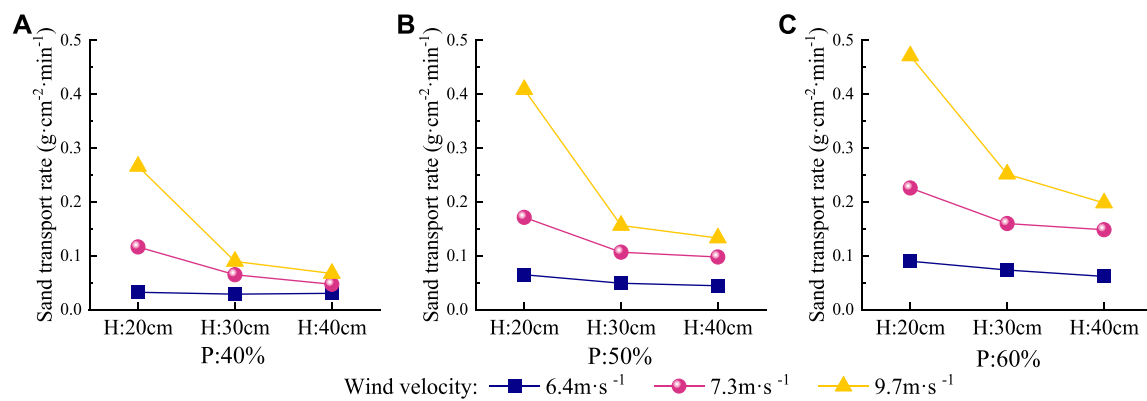 A
Sand transport rate (g·cm⁻²·min⁻¹)
0.5
0.4
0.3
0.2
0.1
0.0
H:20cm H:30cm H:40cm
P:40%
B
Sand transport rate (g·cm⁻²·min⁻¹)
0.5
0.4
0.3
0.2
0.1
0.0
H:20cm H:30cm H:40cm
P:50%
C
Sand transport rate (g·cm⁻²·min⁻¹)
0.5
0.4
0.3
0.2
0.1
0.0
H:20cm H:30cm H:40cm
P:60%
Wind velocity: 6.4m·s ⁻¹ 7.3m·s⁻¹ 9.7m·s ⁻¹